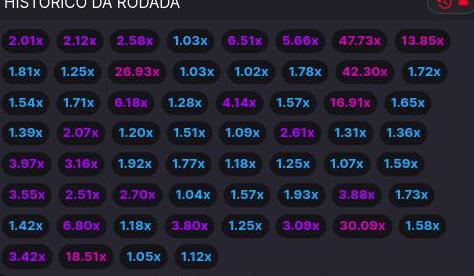 HISTÓRICO DA RODADA
2.01x 2.12x 2.58x 1.03x 6.51x 5.66x 47.73x 13.85x
1.81x 1.25x 26.93x 1.03x 1.02x 1.78x 42.30x 1.72x
1.54x 1.71x 6.18x 1.28x 4.14x 1.57x 16.91x 1.65x
1.39x 2.07x 1.20x 1.51x 1.09x 2.61x 1.31x 1.36x
3.97x 3.16x 1.92x 1.77x 1.18x 1.25x 1.07x 1.59x
3.55x 2.51x 2.70x 1.04x 1.57x 1.93x 3.88x 1.73x
1.42x 6.80x 1.18x 3.80x 1.25x 3.09x 30.09x 1.58x
3.42x 18.51x 1.05x 1.12x